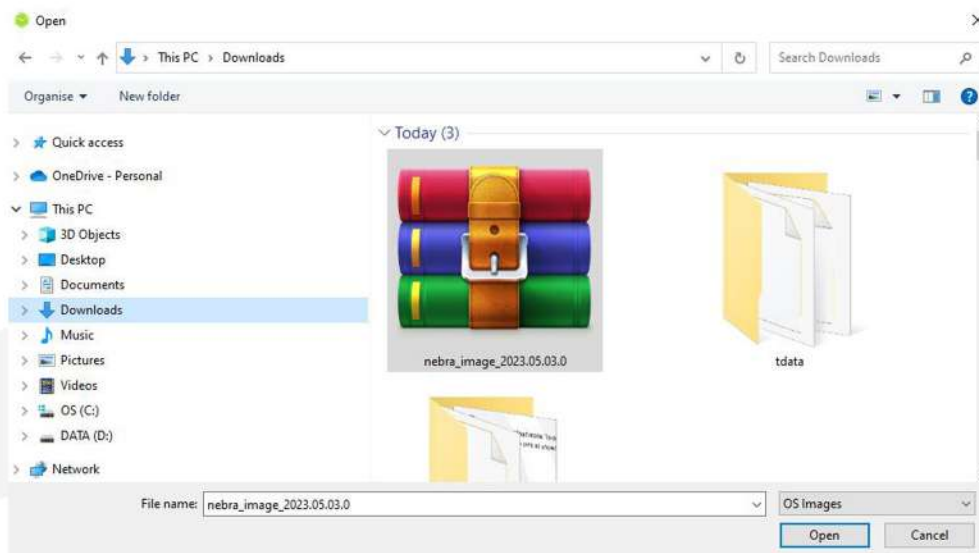 Open
This PC > Downloads
Search Downloads
Organise
New folder
Quick access
OneDrive - Personal
This PC
3D Objects
Desktop
Documents
Downloads
Music
Pictures
Videos
OS (C:)
DATA (D:)
Network
Today (3)
nebra_image_2023.05.03.0
tdata
File name: nebra_image_2023.05.03.0
OS Images
Open
Cancel